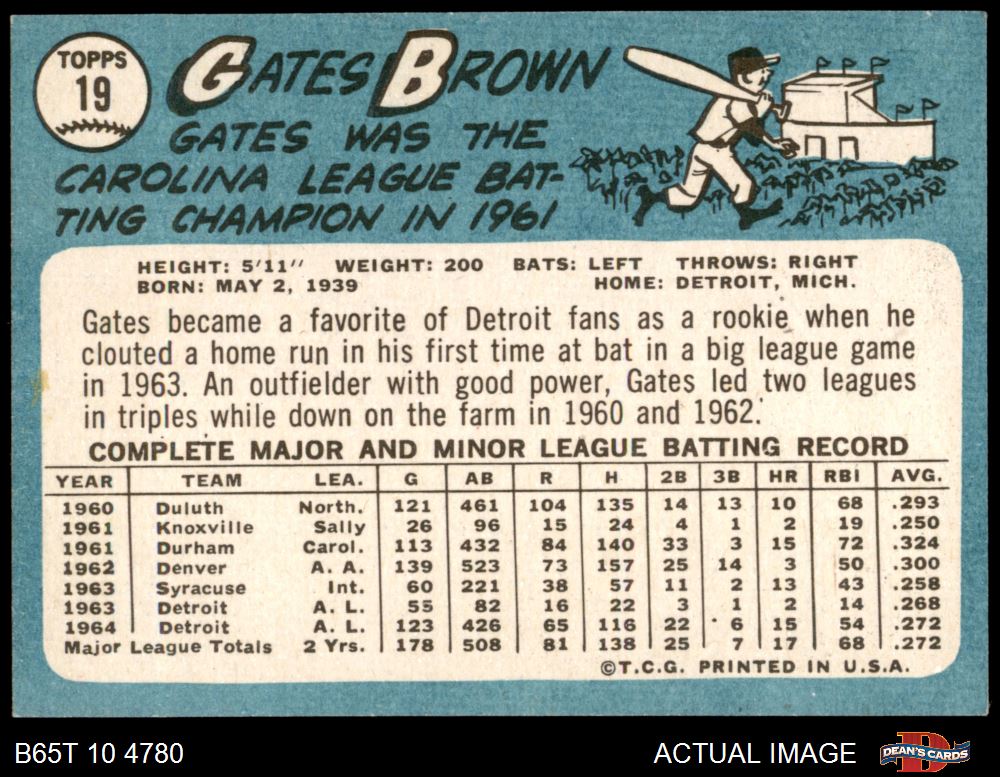 TOPPS
19
GATES BROWN
GATES WAS THE
CAROLINA LEAGUE BAT-
TING CHAMPION IN 1961
HEIGHT: 5'11" WEIGHT: 200 BATS: LEFT THROWS: RIGHT
BORN: MAY 2, 1939 HOME: DETROIT, MICH.
Gates became a favorite of Detroit fans as a rookie when he
clouted a home run in his first time at bat in a big league game
in 1963. An outfielder with good power, Gates led two leagues
in triples while down on the farm in 1960 and 1962.
COMPLETE MAJOR AND MINOR LEAGUE BATTING RECORD
YEAR TEAM LEA. G AB R H 2B 3B HR RBI AVG.
1960 Duluth North. 121 461 104 135 14 13 10 68 .293
1961 Knoxville Sally 26 96 15 24 4 1 2 19 .250
1961 Durham Carol. 113 432 84 140 33 3 15 72 .324
1962 Denver A. A. 139 523 73 157 25 14 3 50 .300
1963 Syracuse Int. 60 221 38 57 11 2 13 43 .258
1963 Detroit A. L. 55 82 16 22 3 1 2 14 .268
1964 Detroit A. L. 123 426 65 116 22 6 15 54 .272
Major League Totals 2 Yrs. 178 508 81 138 25 7 17 68 .272
©T.C.G. PRINTED IN U.S.A.
B65T 10 4780 ACTUAL IMAGE DEAN'S CARDS